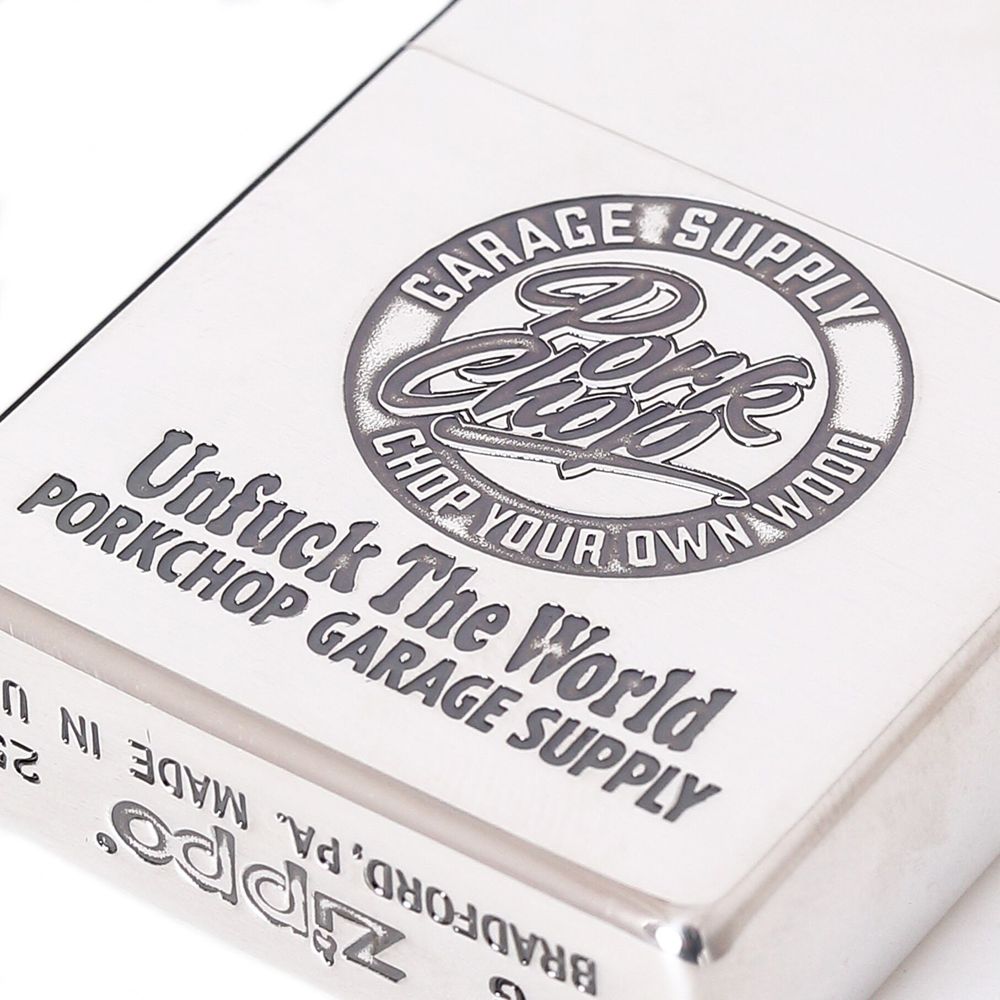 GARAGE SUPPLY
Pork
Chop
CHOP YOUR OWN WOOD
Unfuck The World
PORKCHOP GARAGE SUPPLY
BRADFORD, PA. MADE IN U
G zippo® 25